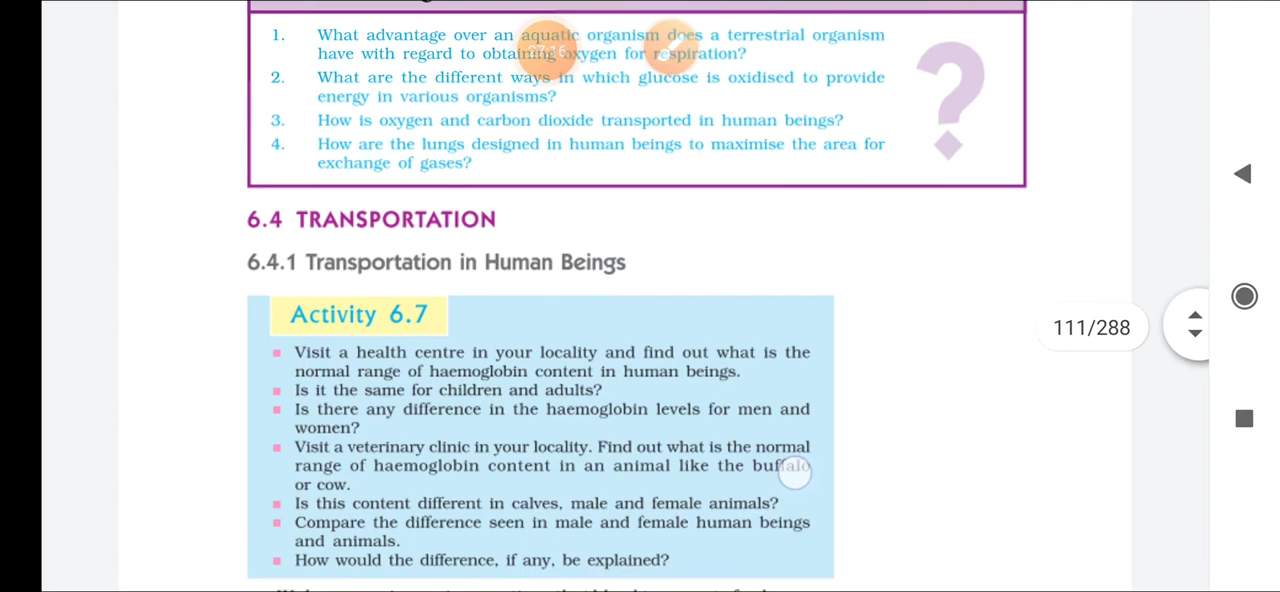 1. What advantage over an aquatic organism does a terrestrial organism
have with regard to obtaining oxygen for respiration?
2. What are the different ways in which glucose is oxidised to provide
energy in various organisms?
3. How is oxygen and carbon dioxide transported in human beings?
4. How are the lungs designed in human beings to maximise the area for
exchange of gases?
?
6.4 TRANSPORTATION
6.4.1 Transportation in Human Beings
Activity 6.7
Visit a health centre in your locality and find out what is the
normal range of haemoglobin content in human beings.
Is it the same for children and adults?
Is there any difference in the haemoglobin levels for men and
women?
Visit a veterinary clinic in your locality. Find out what is the normal
range of haemoglobin content in an animal like the buffalo
or cow.
Is this content different in calves, male and female animals?
Compare the difference seen in male and female human beings
and animals.
How would the difference, if any, be explained?
07:16
111/288